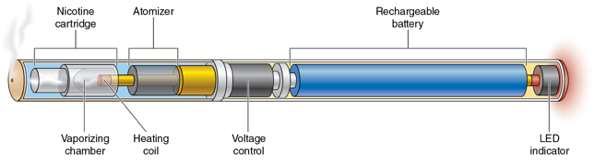 Nicotine
cartridge
Atomizer
Rechargeable
battery
Vaporizing
chamber
Heating
coil
Voltage
control
LED
indicator